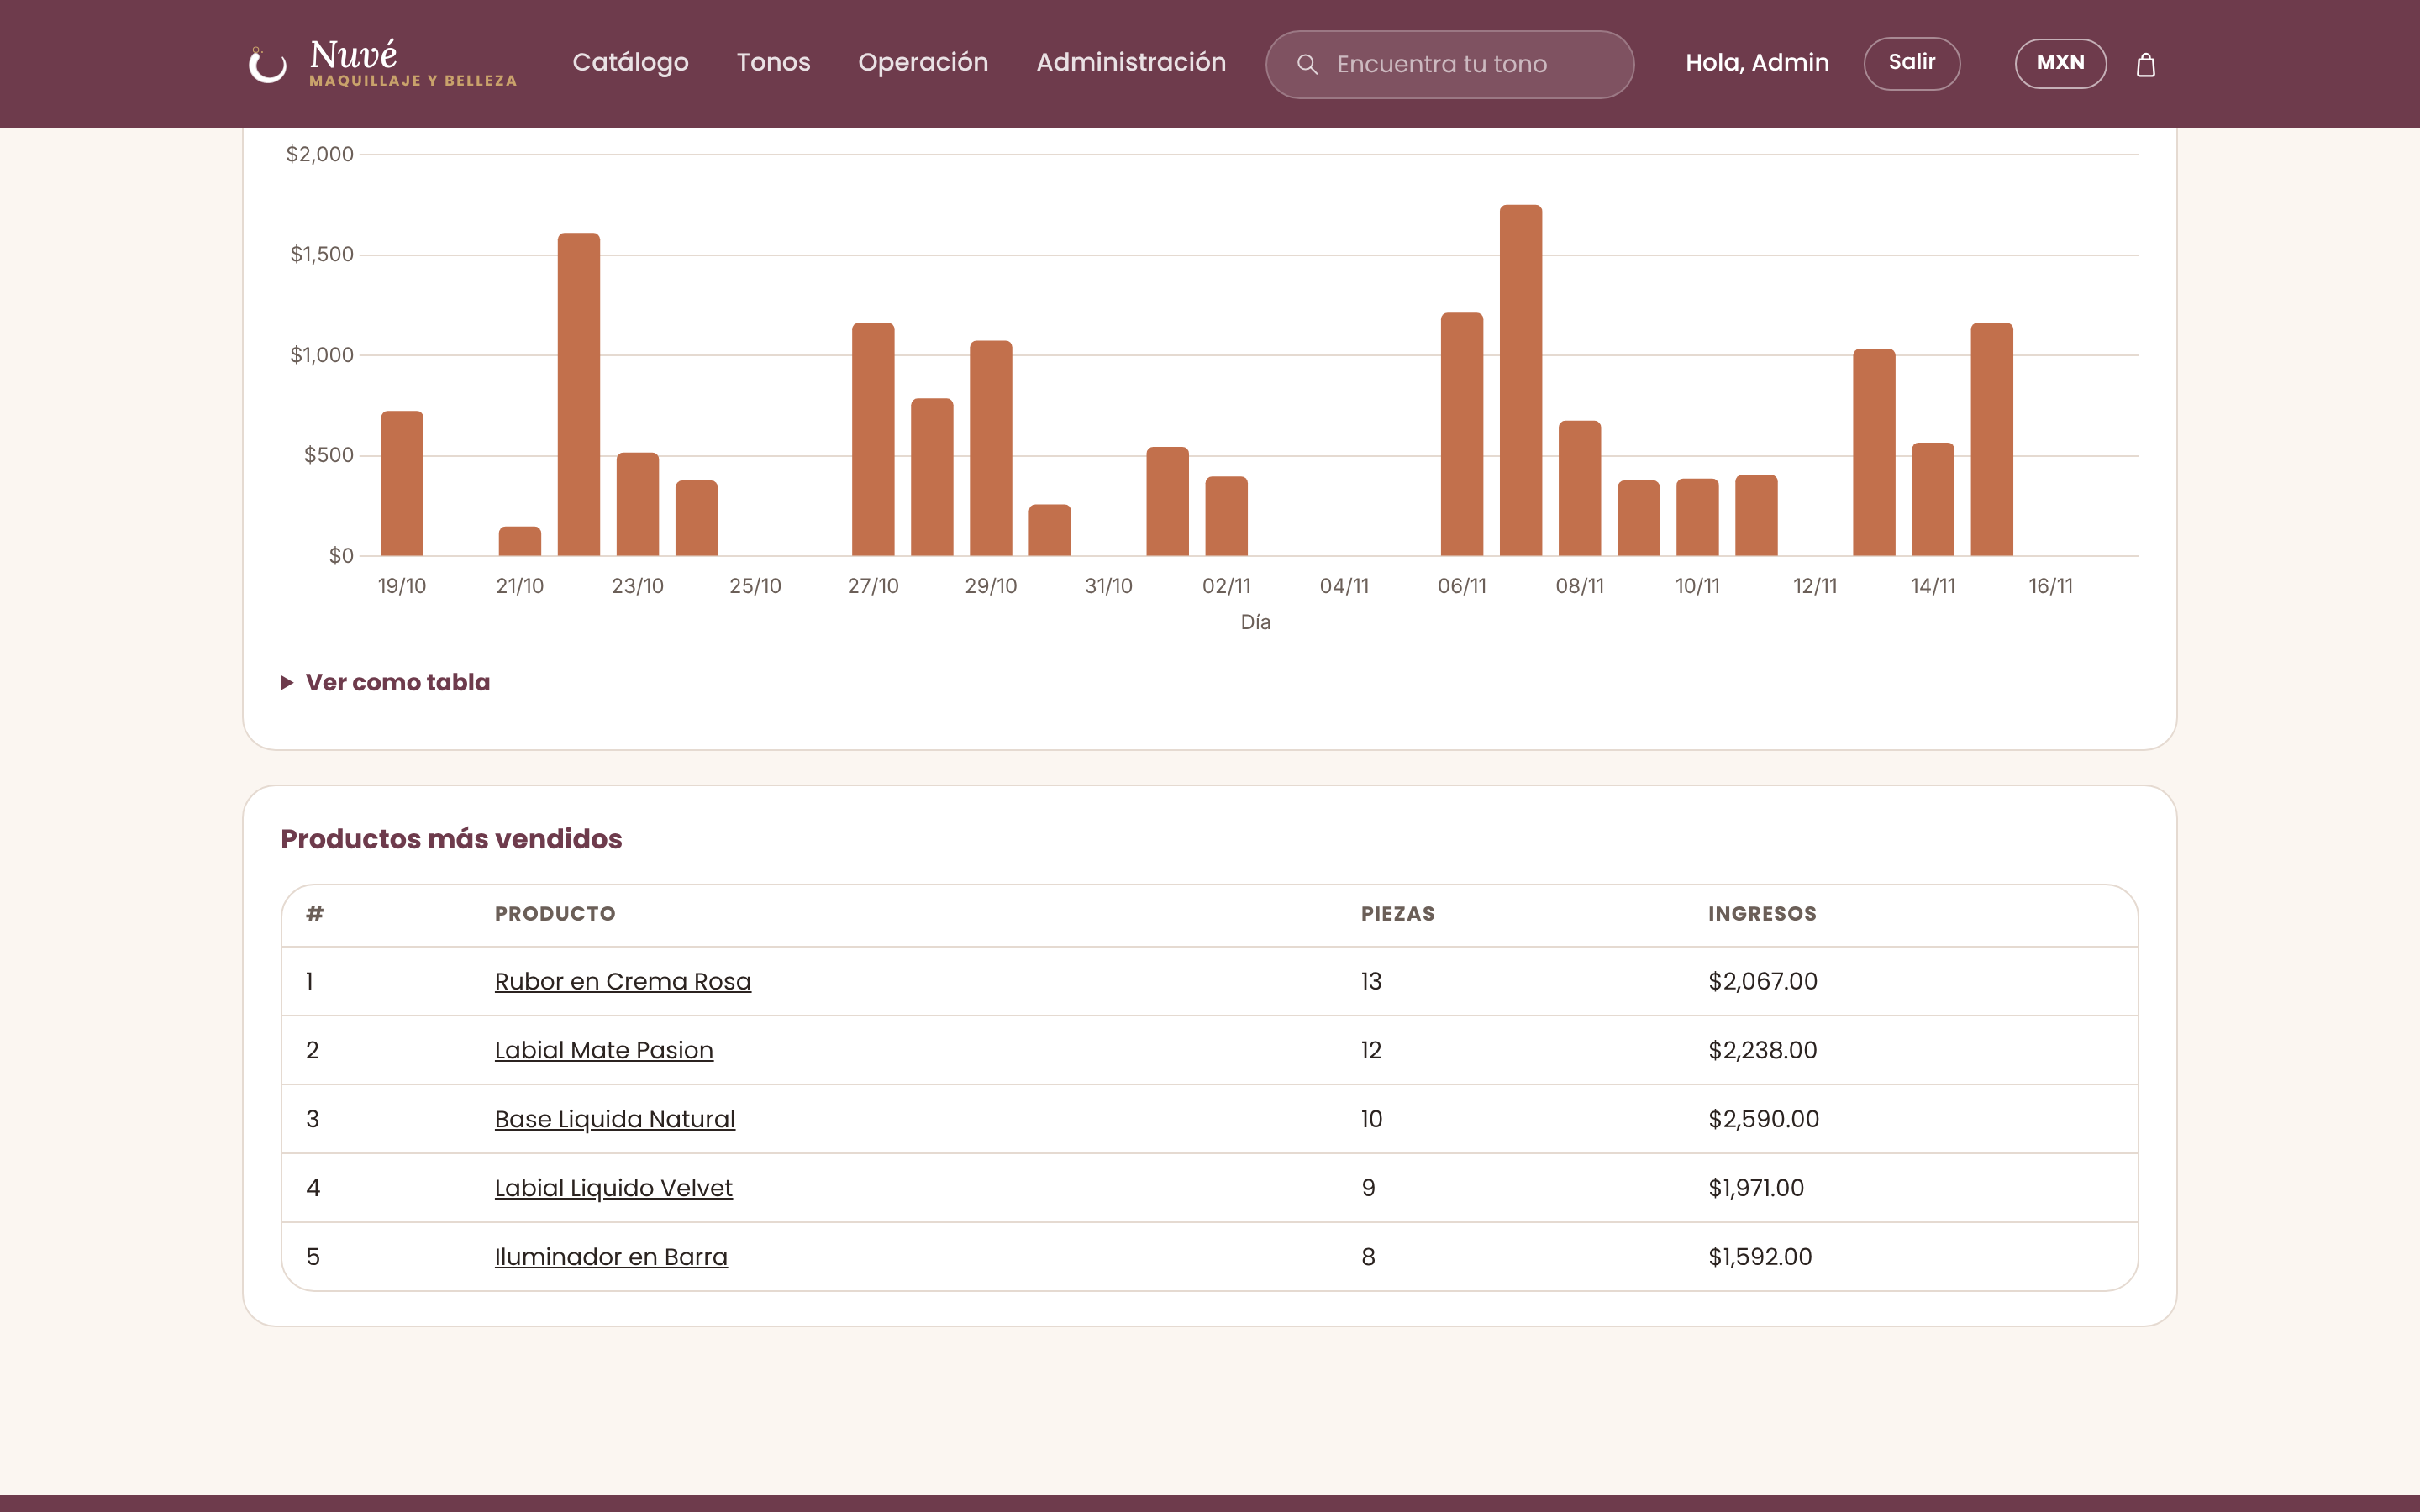 Nuvé
MAQUILLAJE Y BELLEZA
Catálogo Tonos Operación Administración Encuentra tu tono Hola, Admin Salir MXN
$2,000
$1,500
$1,000
$500
$0
19/10 21/10 23/10 25/10 27/10 29/10 31/10 02/11 04/11 06/11 08/11 10/11 12/11 14/11 16/11
Día
Ver como tabla
Productos más vendidos
# PRODUCTO PIEZAS INGRESOS
1 Rubor en Crema Rosa 13 $2,067.00
2 Labial Mate Pasion 12 $2,238.00
3 Base Liquida Natural 10 $2,590.00
4 Labial Liquido Velvet 9 $1,971.00
5 Iluminador en Barra 8 $1,592.00